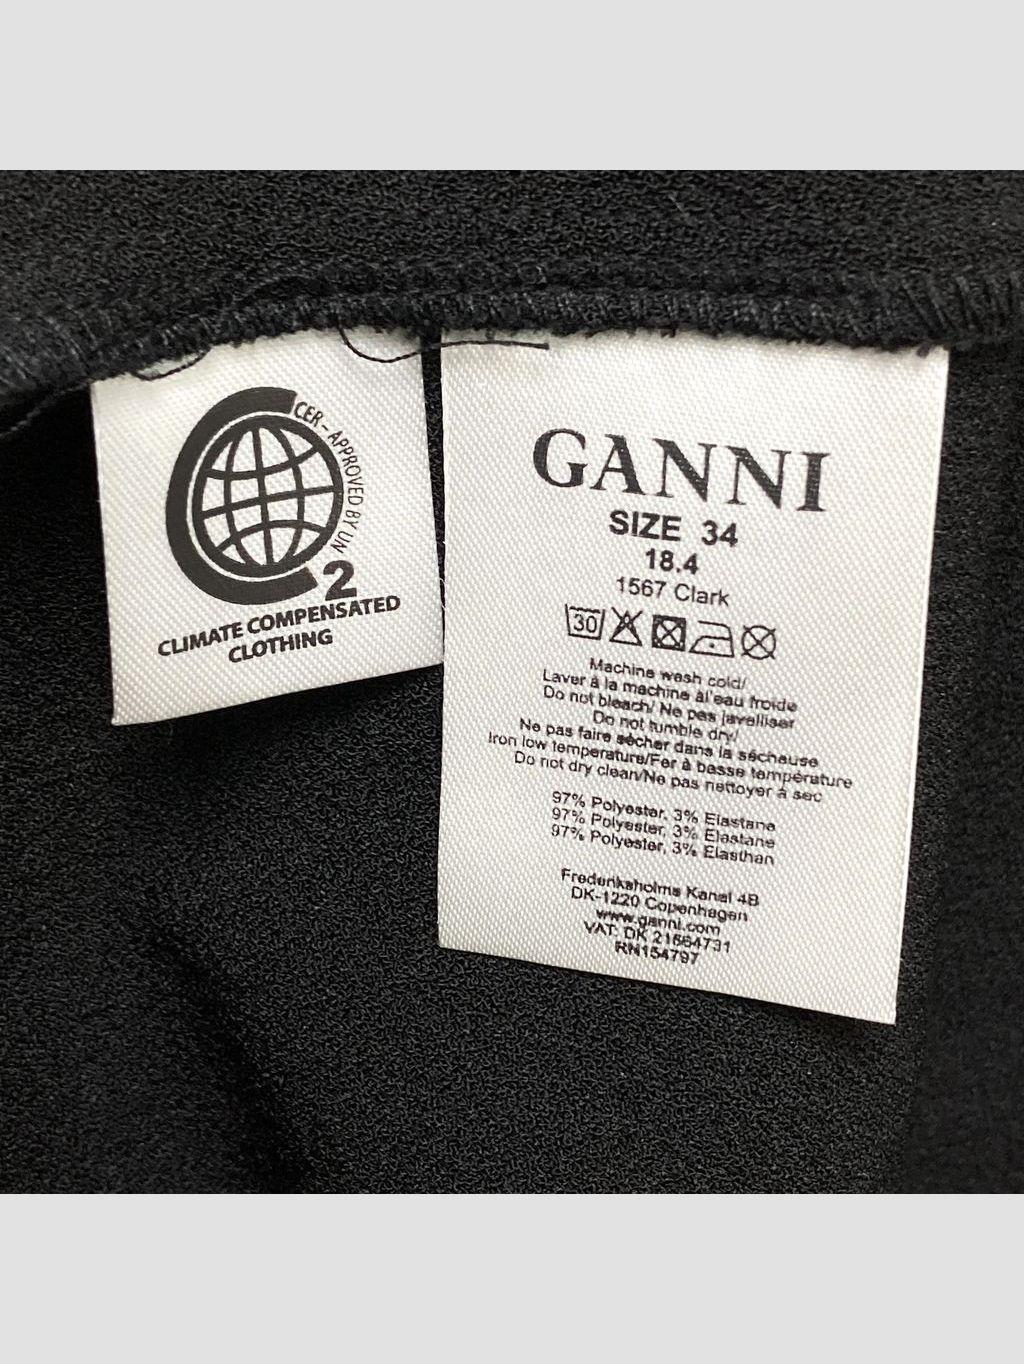 CER - APPROVED BY UN
2
CLIMATE COMPENSATED
CLOTHING
GANNI
SIZE 34
18.4
1567 Clark
30
Machine wash cold/
Laver à la machine àl'eau froide
Do not bleach/ Ne pas javelliser
Do not tumble dry/
Ne pas faire sécher dans la sécheuse
Iron low temperature/Fer à basse température
Do not dry clean/Ne pas nettoyer à sec
97% Polyester, 3% Elastane
97% Polyester, 3% Elastane
97% Polyester, 3% Elasthan
Frederiksholms Kanal 4B
DK-1220 Copenhagen
www.ganni.com
VAT: DK 21664731
RN154797